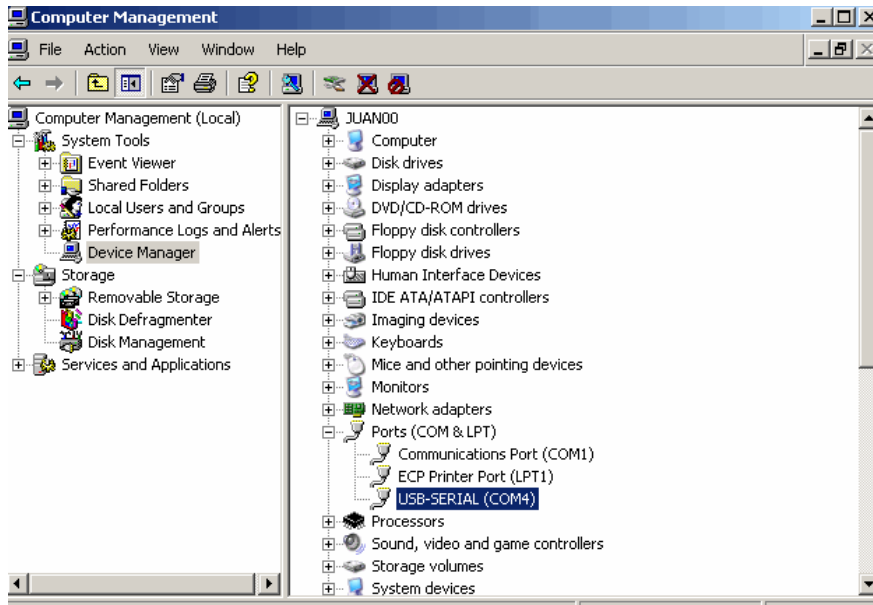 Computer Management
File Action View Window Help
Computer Management (Local)
System Tools
Event Viewer
Shared Folders
Local Users and Groups
Performance Logs and Alerts
Device Manager
Storage
Removable Storage
Disk Defragmenter
Disk Management
Services and Applications
JUAN00
Computer
Disk drives
Display adapters
DVD/CD-ROM drives
Floppy disk controllers
Floppy disk drives
Human Interface Devices
IDE ATA/ATAPI controllers
Imaging devices
Keyboards
Mice and other pointing devices
Monitors
Network adapters
Ports (COM & LPT)
Communications Port (COM1)
ECP Printer Port (LPT1)
USB-SERIAL (COM4)
Processors
Sound, video and game controllers
Storage volumes
System devices